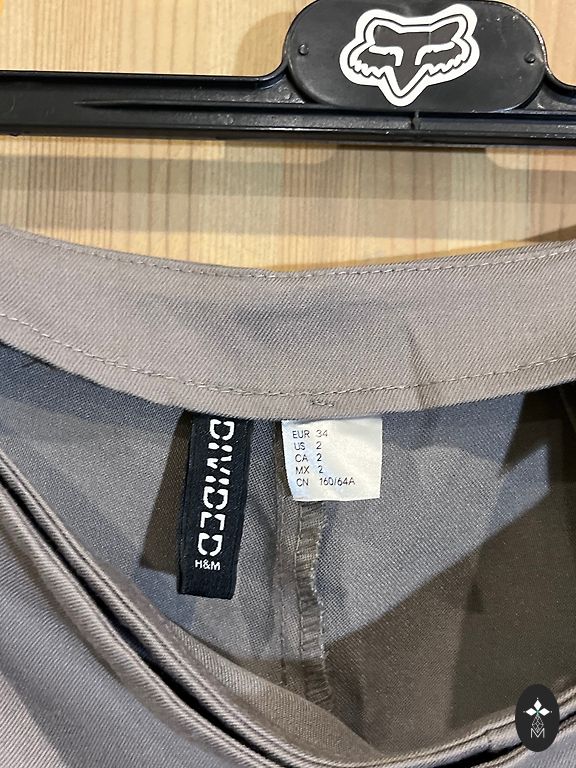 DIVIDED
H&M
EUR 34
US 2
CA 2
MX 2
CN 160/64A
M